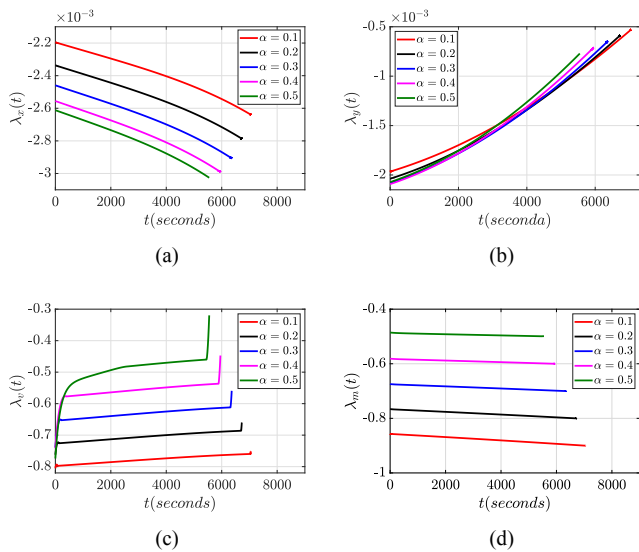 ×10⁻³
-2.2
-2.4
-2.6
-2.8
-3
λx(t)
0 2000 4000 6000 8000
t(seconds)
α = 0.1
α = 0.2
α = 0.3
α = 0.4
α = 0.5
(a)
×10⁻³
-0.5
-1
-1.5
-2
λy(t)
0 2000 4000 6000
t(seconda)
α = 0.1
α = 0.2
α = 0.3
α = 0.4
α = 0.5
(b)
-0.3
-0.4
-0.5
-0.6
-0.7
-0.8
λv(t)
0 2000 4000 6000 8000
t(seconds)
α = 0.1
α = 0.2
α = 0.3
α = 0.4
α = 0.5
(c)
-0.4
-0.6
-0.8
-1
λm(t)
0 2000 4000 6000 8000
t(seconds)
α = 0.1
α = 0.2
α = 0.3
α = 0.4
α = 0.5
(d)